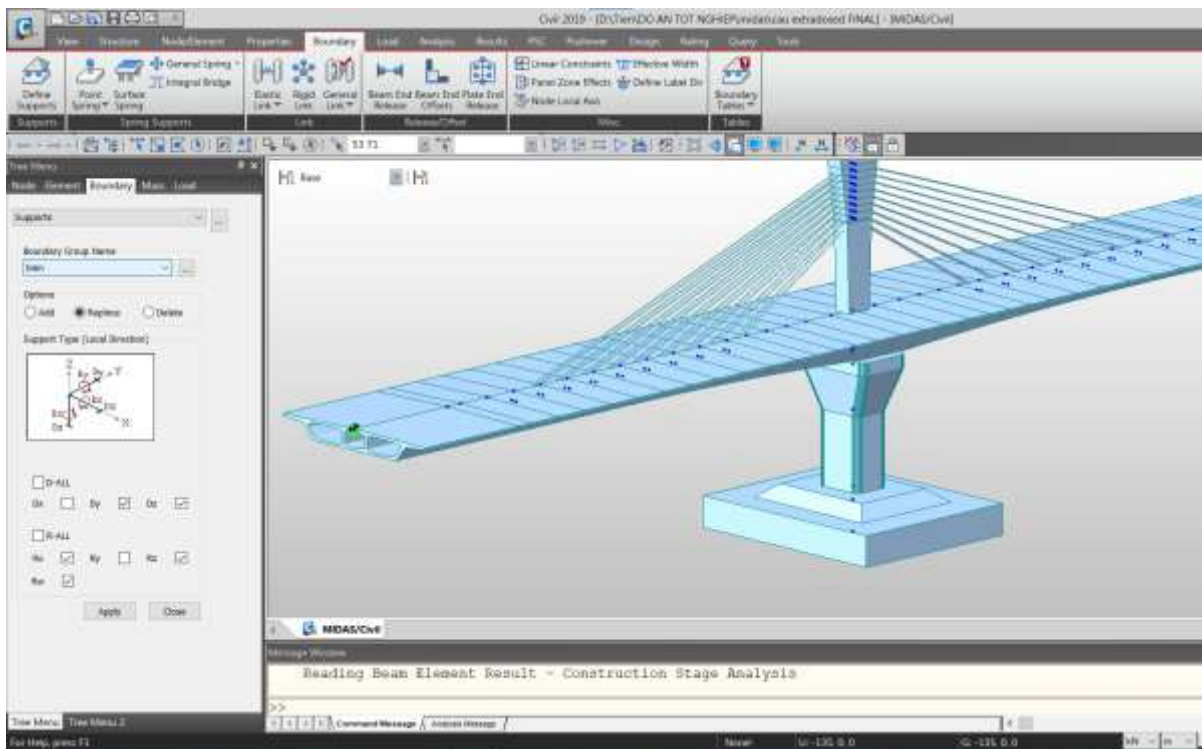 Civil 2019 - [D:\Tien\DO AN TOT NGHIEP\midas\cau extradosed FINAL] - [MIDAS/Civil]
View Structure Node/Element Properties Boundary Load Analysis Results PSC Pushover Design Rating Query Tools
General Spring
Integral Bridge
Linear Constraints Effective Width
Panel Zone Effects Define Label Dir
Node Local Axis
Define Supports
Point Spring
Surface Spring
Elastic Link
Rigid Link
General Link
Beam End Release
Beam End Offsets
Plate End Release
Boundary Tables
Supports Spring Supports Link Release/Offset Misc. Tables
Tree Menu
Node Element Boundary Mass Load
Base
Supports
Boundary Group Name
Options
Add Replace Delete
Support Type (Local Direction)
D-ALL
Dx Dy Dz
R-ALL
Rx Ry Rz
Rw
Apply Close
MIDAS/Civil
Message Window
Reading Beam Element Result - Construction Stage Analysis
>>
Tree Menu Tree Menu 2
Command Message Analysis Message
For Help, press F1
None
U: -135, 0, 0
G: -135, 0, 0
kN
m